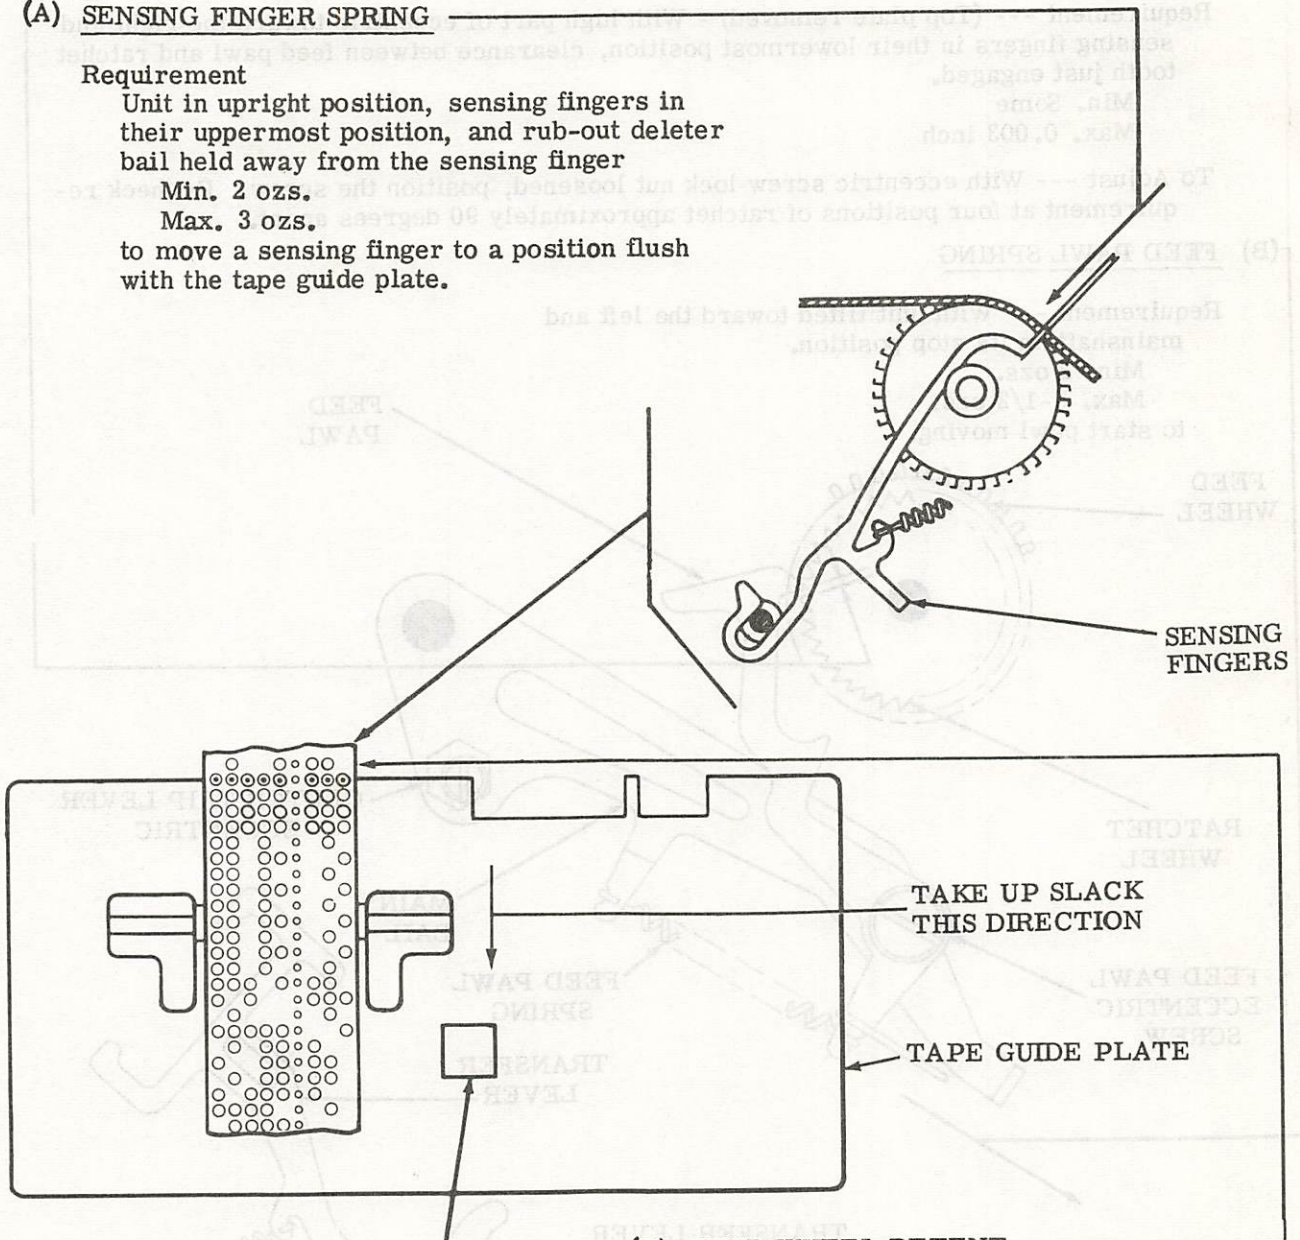 (A) SENSING FINGER SPRING
Requirement
Unit in upright position, sensing fingers in
their uppermost position, and rub-out deleter
bail held away from the sensing finger
Min. 2 ozs.
Max. 3 ozs.
to move a sensing finger to a position flush
with the tape guide plate.
SENSING
FINGERS
TAKE UP SLACK
THIS DIRECTION
TAPE GUIDE PLATE
DETENT